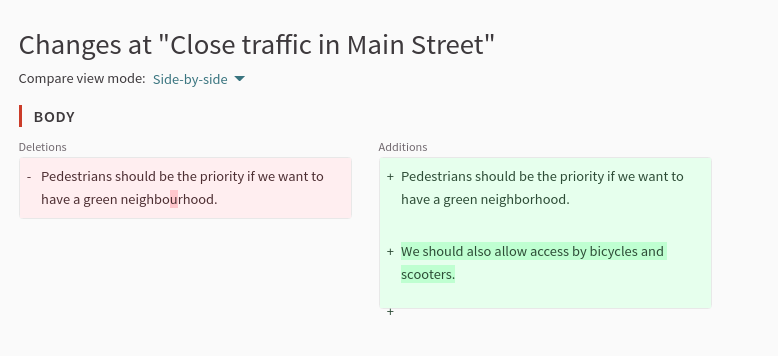 Changes at "Close traffic in Main Street"
Compare view mode: Side-by-side
BODY
Deletions
- Pedestrians should be the priority if we want to
have a green neighbourhood.
Additions
+ Pedestrians should be the priority if we want to
have a green neighborhood.
+ We should also allow access by bicycles and
scooters.
+